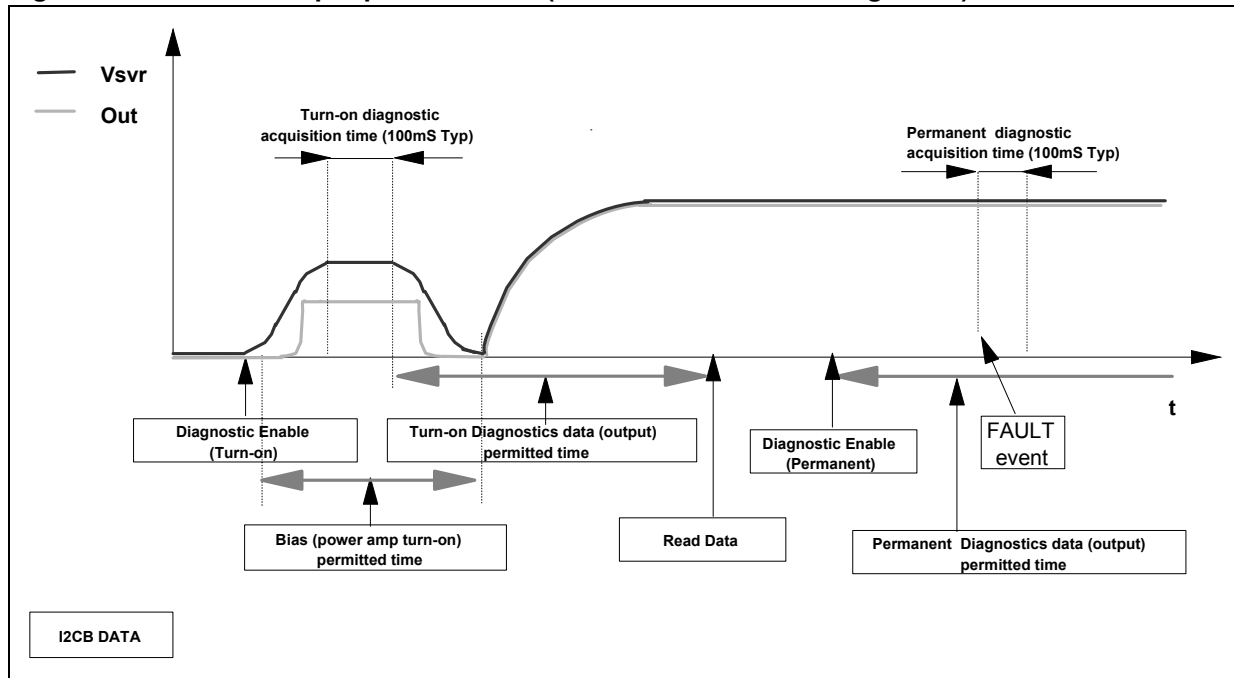 Vsvr
Out
Turn-on diagnostic
acquisition time (100mS Typ)
Permanent diagnostic
acquisition time (100mS Typ)
Diagnostic Enable
(Turn-on)
Turn-on Diagnostics data (output)
permitted time
Diagnostic Enable
(Permanent)
FAULT
event
t
Bias (power amp turn-on)
permitted time
Read Data
Permanent Diagnostics data (output)
permitted time
I2CB DATA